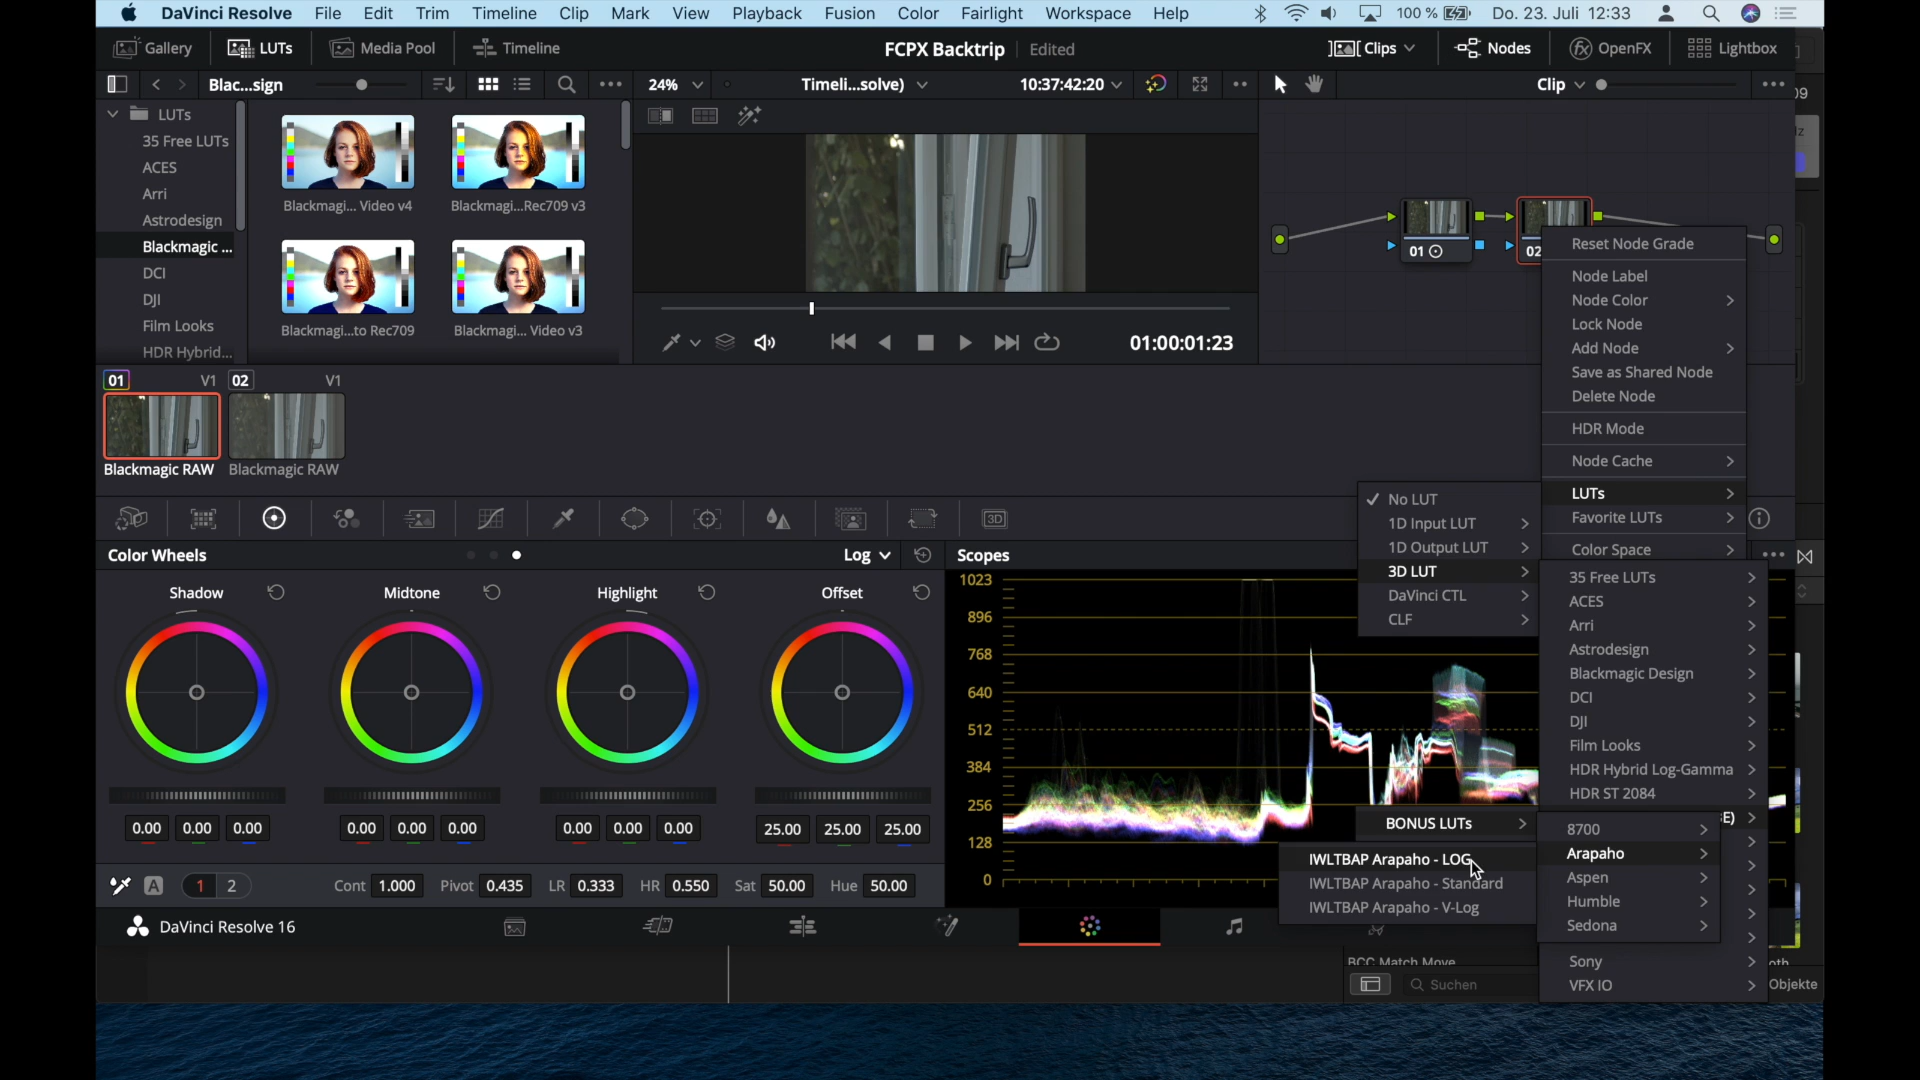 DaVinci Resolve File Edit Trim Timeline Clip Mark View Playback Fusion Color Fairlight Workspace Help 100 % Do. 23. Juli 12:33
Gallery LUTs Media Pool Timeline FCPX Backtrip Edited Clips Nodes OpenFX Lightbox
Blac...sign 24% Timeli...solve) 10:37:42:20 Clip
LUTs
35 Free LUTs
ACES
Arri
Astrodesign
Blackmagic ...
DCI
DJI
Film Looks
HDR Hybrid...
Blackmagi... Video v4
Blackmagi...Rec709 v3
Blackmagi...to Rec709
Blackmagi... Video v3
01:00:01:23
01
02
Reset Node Grade
Node Label
Node Color
Lock Node
Add Node
Save as Shared Node
Delete Node
HDR Mode
Node Cache
LUTs
Favorite LUTs
Color Space
01 V1 02 V1
Blackmagic RAW Blackmagic RAW
No LUT
1D Input LUT
1D Output LUT
3D LUT
DaVinci CTL
CLF
3D
Color Wheels Log
Shadow Midtone Highlight Offset
0.00 0.00 0.00
0.00 0.00 0.00
0.00 0.00 0.00
25.00 25.00 25.00
A 1 2 Cont 1.000 Pivot 0.435 LR 0.333 HR 0.550 Sat 50.00 Hue 50.00
Scopes
1023
896
768
640
512
384
256
128
0
35 Free LUTs
ACES
Arri
Astrodesign
Blackmagic Design
DCI
DJI
Film Looks
HDR Hybrid Log-Gamma
HDR ST 2084
Sony
VFX IO
BONUS LUTs
8700
Arapaho
Aspen
Humble
Sedona
IWLTBAP Arapaho - LOG
IWLTBAP Arapaho - Standard
IWLTBAP Arapaho - V-Log
DaVinci Resolve 16
BCC Match Move
Suchen
Objekte